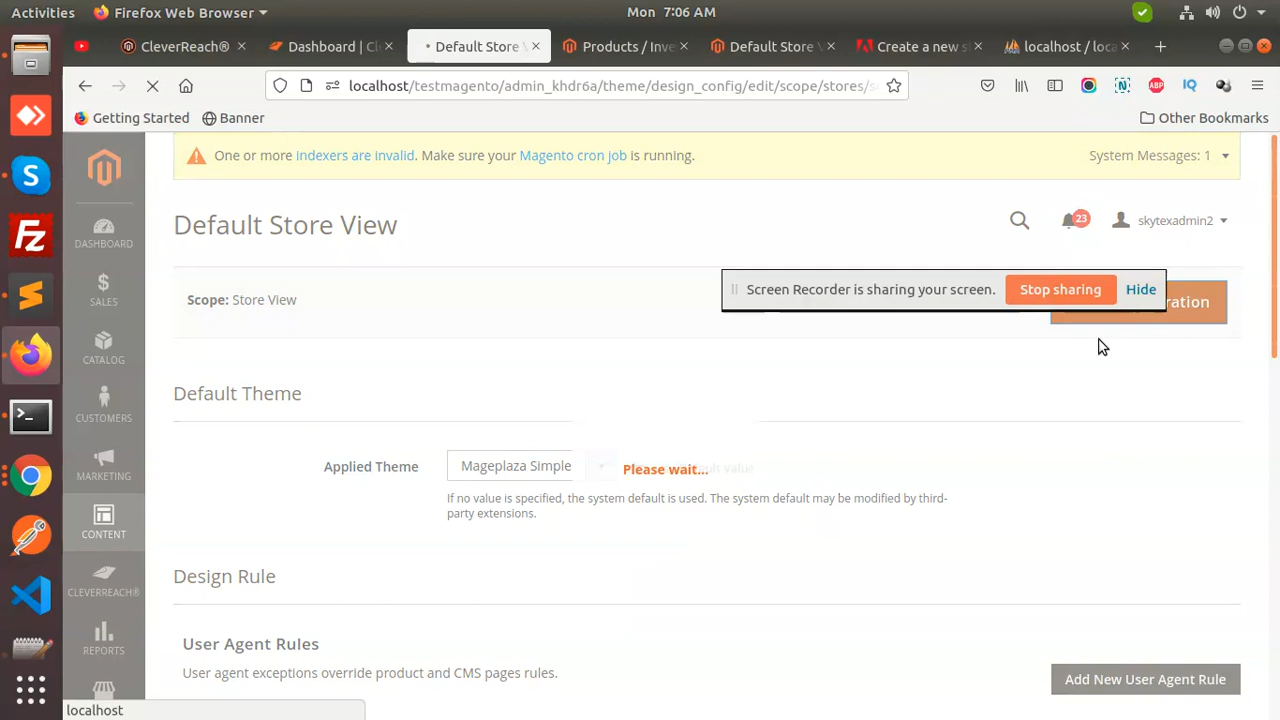 Activities
Firefox Web Browser
Mon 7:06 AM
CleverReach®
Dashboard | Cl
Default Store V
Products / Inve
Default Store V
Create a new s
localhost / loca
localhost/testmagento/admin_khdr6a/theme/design_config/edit/scope/stores/s
ABP
IQ
Getting Started
Banner
Other Bookmarks
One or more indexers are invalid. Make sure your Magento cron job is running.
System Messages: 1
Default Store View
23
skytexadmin2
Scope: Store View
Screen Recorder is sharing your screen.
Stop sharing
Hide
ration
Default Theme
Applied Theme
Mageplaza Simple
Please wait...
ault Value
If no value is specified, the system default is used. The system default may be modified by third-
party extensions.
Design Rule
User Agent Rules
User agent exceptions override product and CMS pages rules.
Add New User Agent Rule
DASHBOARD
SALES
CATALOG
CUSTOMERS
MARKETING
CONTENT
CLEVERREACH®
REPORTS
localhost